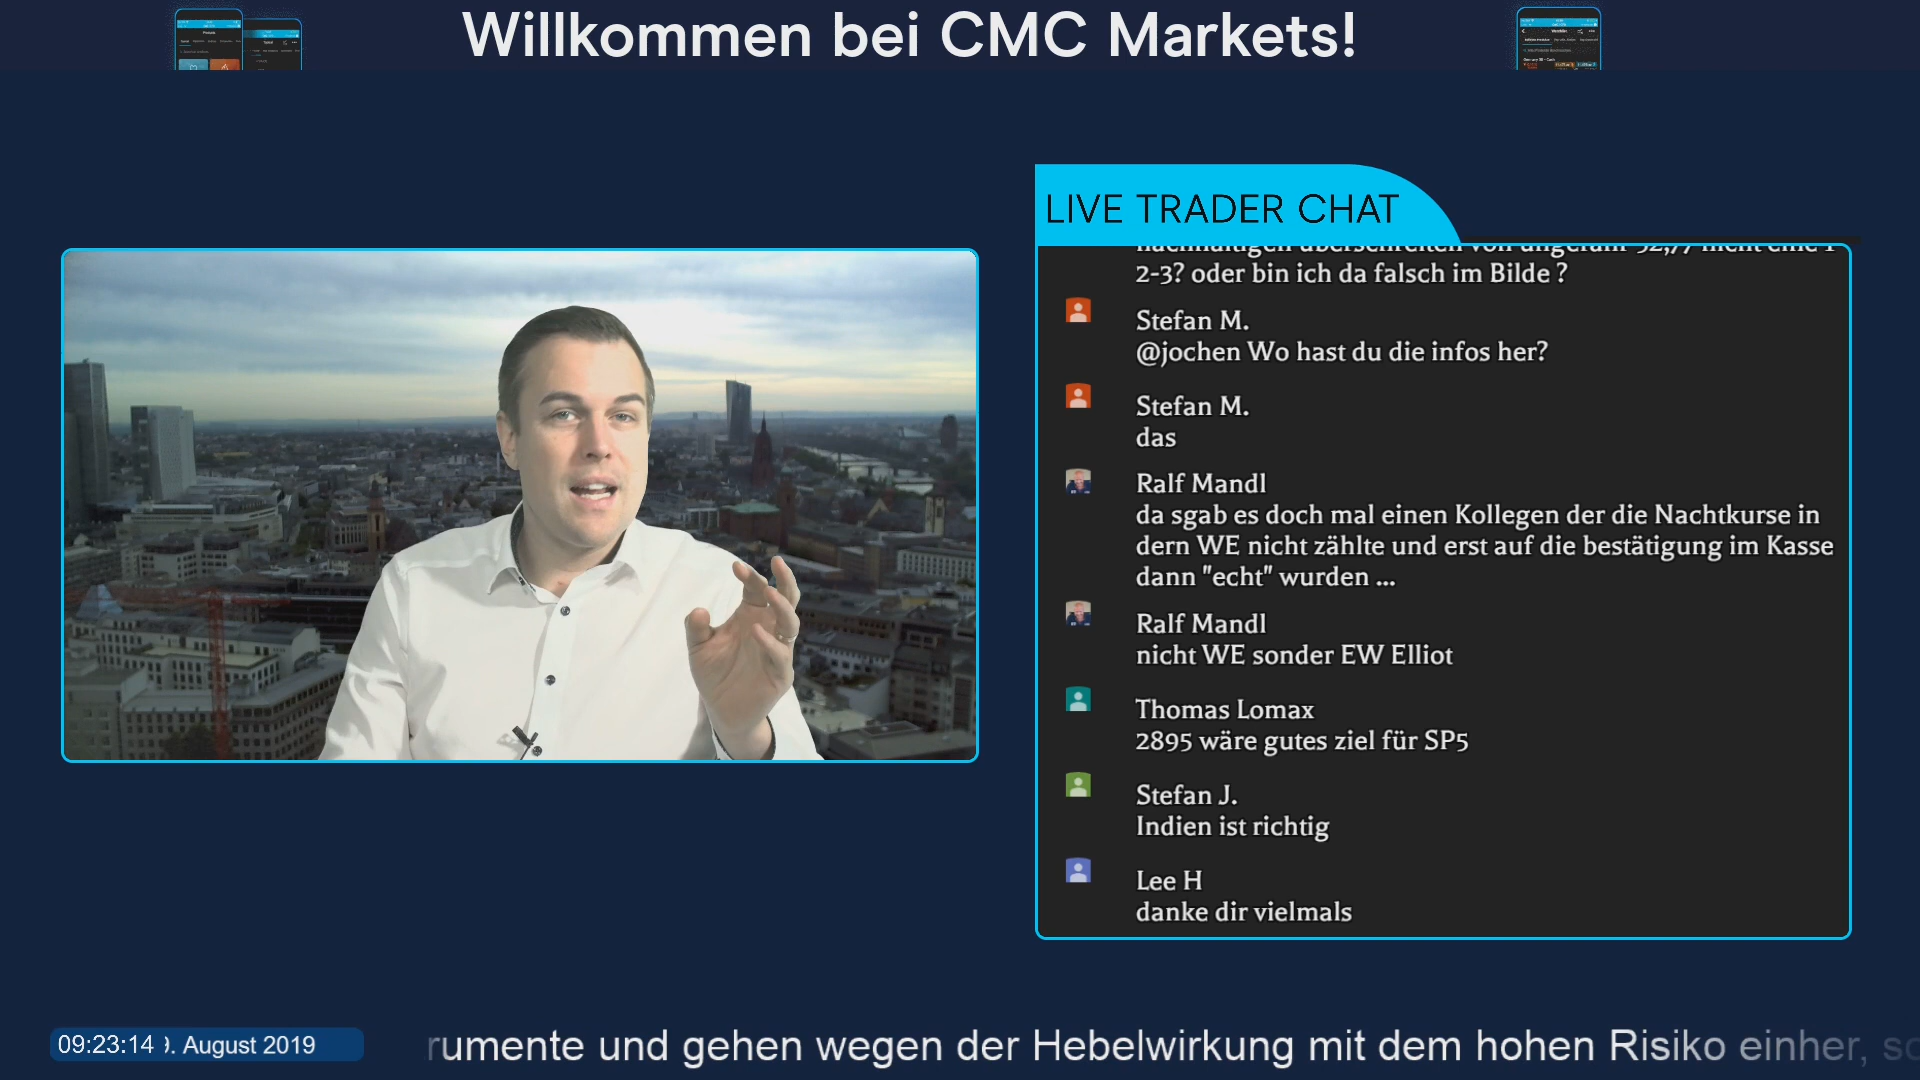 Willkommen bei CMC Markets!
LIVE TRADER CHAT
2-3? oder bin ich da falsch im Bilde ?
Stefan M.
@jochen Wo hast du die infos her?
Stefan M.
das
Ralf Mandl
da sgab es doch mal einen Kollegen der die Nachtkurse in
dern WE nicht zählte und erst auf die bestätigung im Kasse
dann "echt" wurden ...
Ralf Mandl
nicht WE sonder EW Elliot
Thomas Lomax
2895 wäre gutes ziel für SP5
Stefan J.
Indien ist richtig
Lee H
danke dir vielmals
09:23:14 9. August 2019
rumente und gehen wegen der Hebelwirkung mit dem hohen Risiko einher,